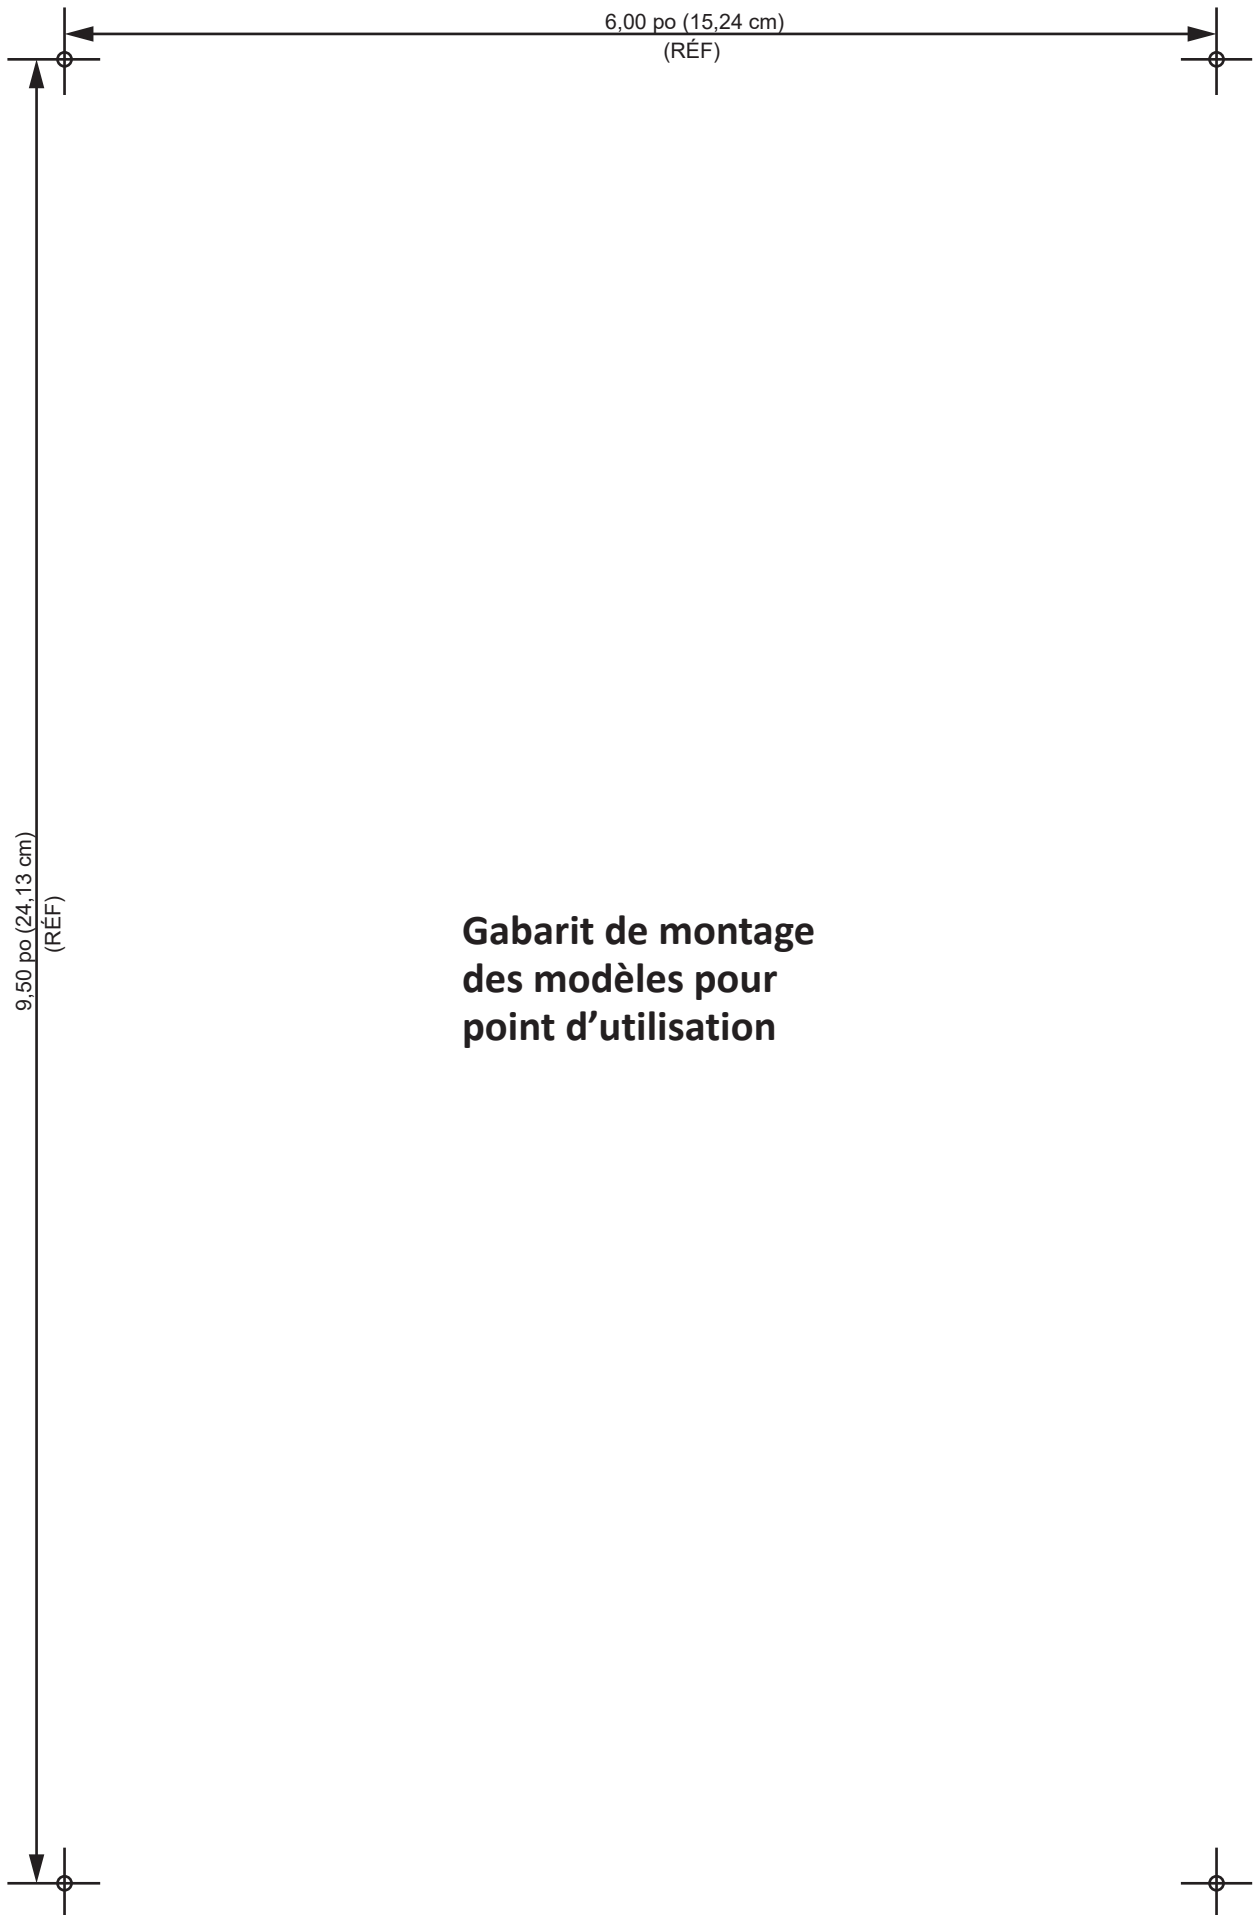 6,00 po (15,24 cm)
(RÉF)
9,50 po (24,13 cm)
(RÉF)
Gabarit de montage
des modèles pour
point d’utilisation